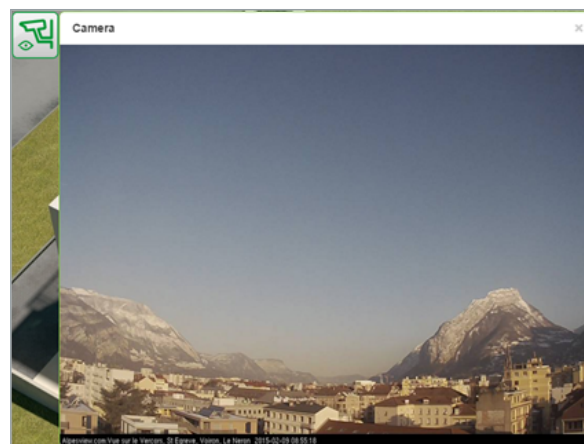 Camera
×
Alpesview.com Vue sur le Vercors, St Egreve, Voiron, Le Neron 2015-02-09 08:55:18